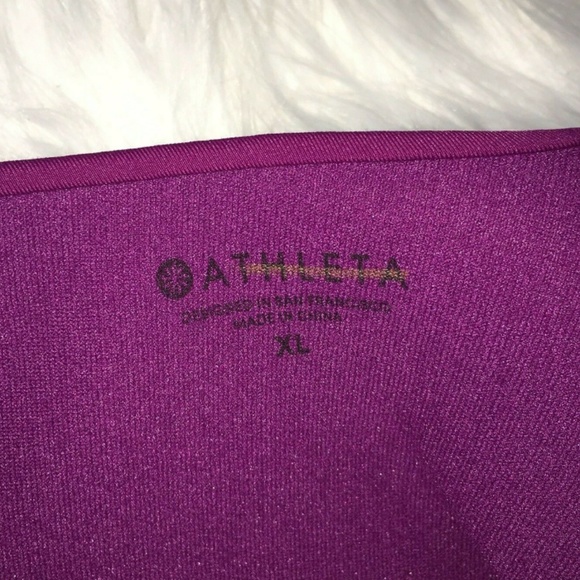 ATHLETA
DESIGNED IN SAN FRANCISCO.
MADE IN CHINA
XL